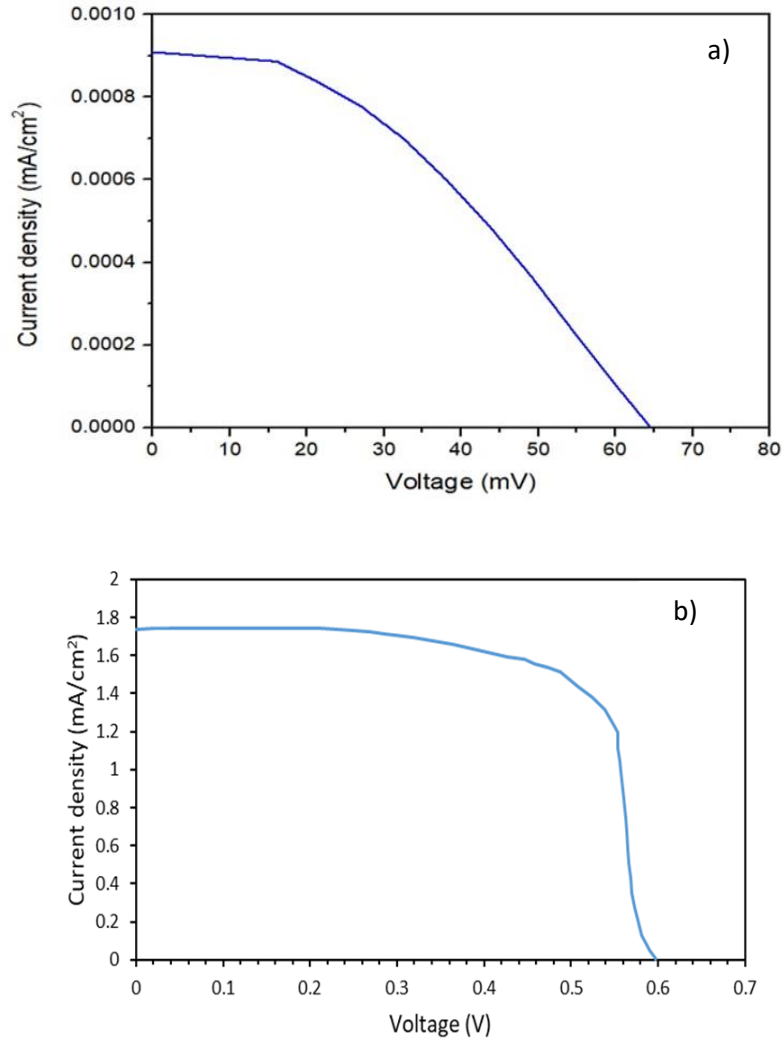 a)
Current density (mA/cm²)
0.0010
0.0008
0.0006
0.0004
0.0002
0.0000
0 10 20 30 40 50 60 70 80
Voltage (mV)
b)
Current density (mA/cm²)
2
1.8
1.6
1.4
1.2
1
0.8
0.6
0.4
0.2
0
0 0.1 0.2 0.3 0.4 0.5 0.6 0.7
Voltage (V)